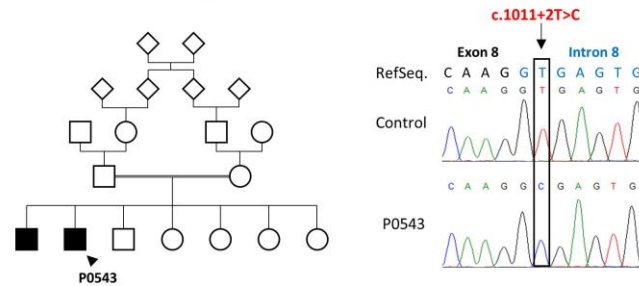 c.1011+2T>C
Exon 8 Intron 8
RefSeq. C A A G G T G A G T G
C A A G G T G A G T G
Control
C A A G G C G A G T G
P0543
P0543